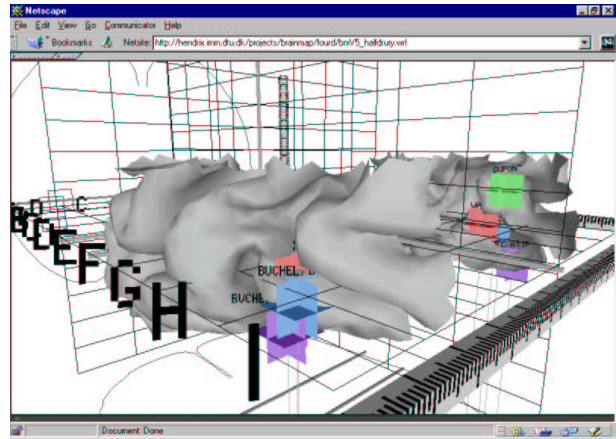 Netscape
File Edit View Go Communicator Help
Bookmarks Netsite: http://hendrix.imm.dtu.dk/projects/brainmap/fourd/bmV5_halfdrury.wrl
N
C
DUPONT
B C D E F G H I
BUCHEL,
BUCHEL,
Document Done